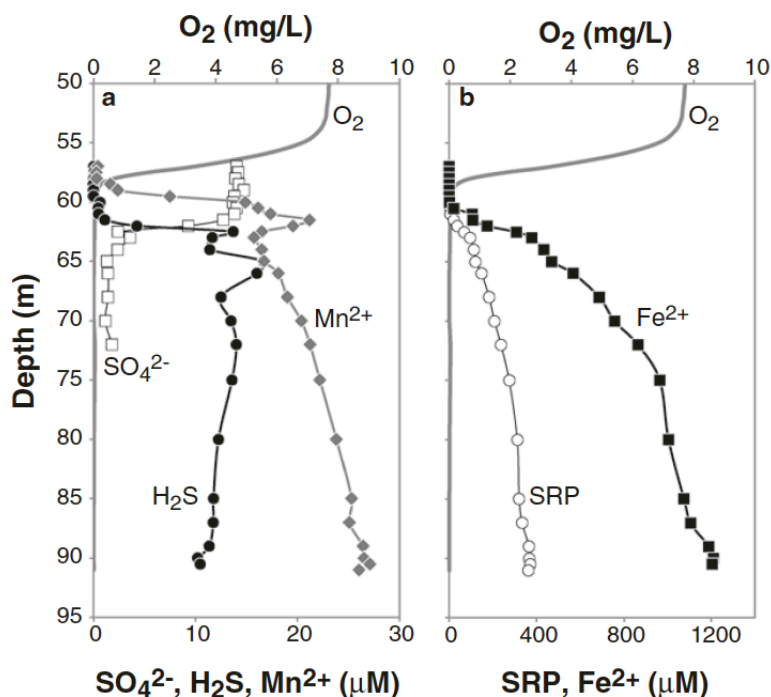 O₂ (mg/L) O₂ (mg/L)
0 2 4 6 8 10 0 2 4 6 8 10
50
a b
O₂ O₂
55
60
65
Mn²⁺ Fe²⁺
70
SO₄²⁻
75
80
H₂S SRP
85
90
95
Depth (m)
0 10 20 30 0 400 800 1200
SO₄²⁻, H₂S, Mn²⁺ (μM) SRP, Fe²⁺ (μM)